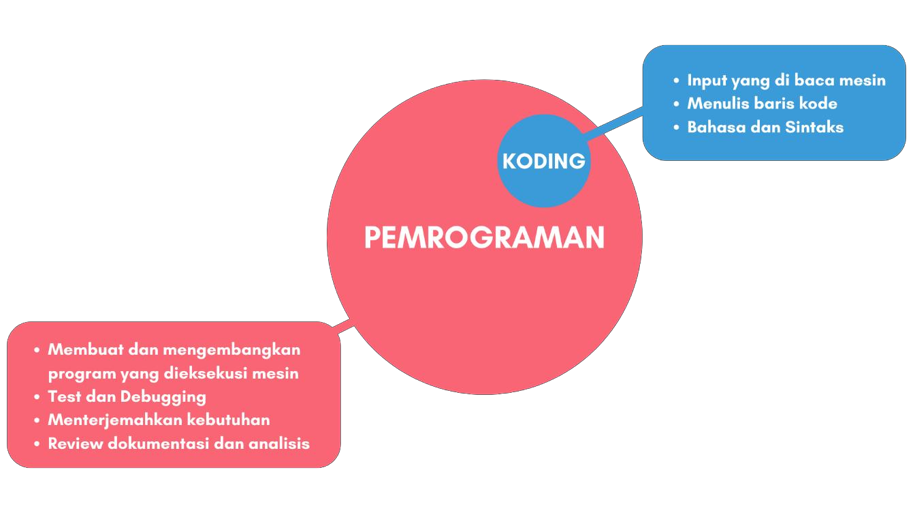 • Input yang di baca mesin
• Menulis baris kode
• Bahasa dan Sintaks
KODING
PEMROGRAMAN
• Membuat dan mengembangkan
program yang dieksekusi mesin
• Test dan Debugging
• Menterjemahkan kebutuhan
• Review dokumentasi dan analisis